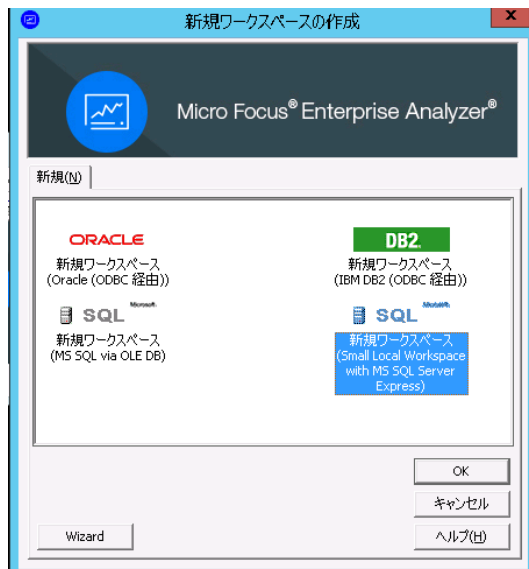 新規ワークスペースの作成
x
Micro Focus® Enterprise Analyzer®
新規(N)
ORACLE
新規ワークスペース
(Oracle (ODBC 経由))
DB2.
新規ワークスペース
(IBM DB2 (ODBC 経由))
Microsoft
SQL
新規ワークスペース
(MS SQL via OLE DB)
Microsoft
SQL
新規ワークスペース
(Small Local Workspace
with MS SQL Server
Express)
OK
キャンセル
Wizard
ヘルプ(H)